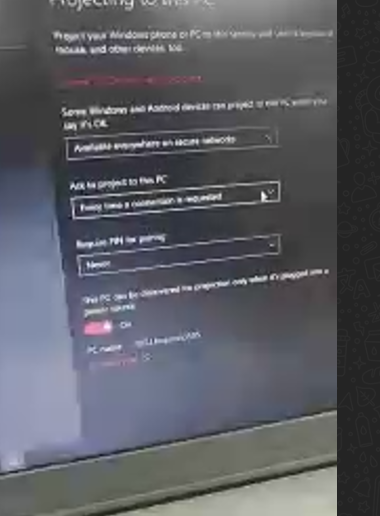 Projecting to this PC
Project your Windows phone or PC to this screen and use its keyboard
mouse, and other devices, too.
Some Windows and Android devices can project to this PC when you
say it's OK
Available everywhere on secure networks
Ask to project to this PC
Every time a connection is requested
Require PIN for pairing
Never
This PC can be discovered for projection only when it's plugged into a
power source
On
PC name